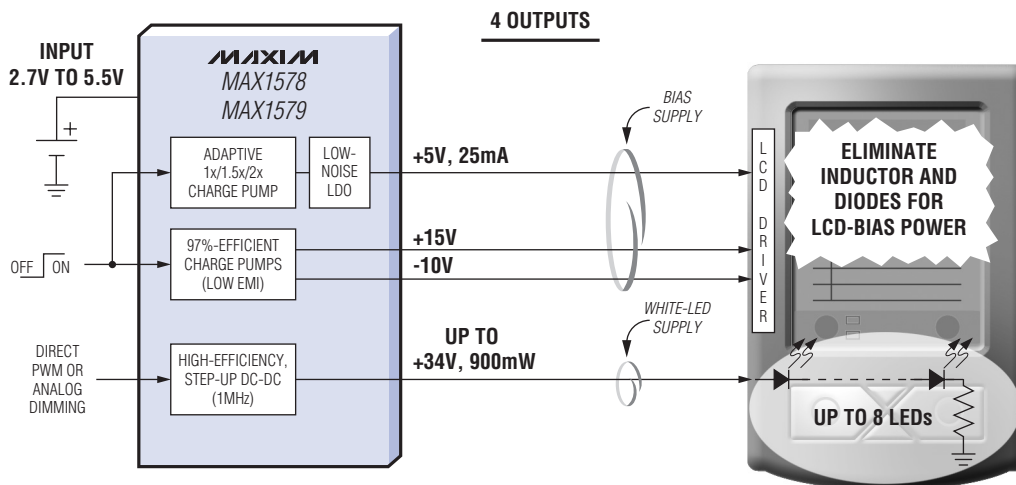 4 OUTPUTS
INPUT
2.7V TO 5.5V
+
MAXIM
MAX1578
MAX1579
ADAPTIVE
1x/1.5x/2x
CHARGE PUMP
LOW-
NOISE
LDO
+5V, 25mA
BIAS
SUPPLY
LCD DRIVER
ELIMINATE
INDUCTOR AND
DIODES FOR
LCD-BIAS POWER
OFF ON
97%-EFFICIENT
CHARGE PUMPS
(LOW EMI)
+15V
-10V
WHITE-LED
SUPPLY
DIRECT
PWM OR
ANALOG
DIMMING
HIGH-EFFICIENCY,
STEP-UP DC-DC
(1MHz)
UP TO
+34V, 900mW
UP TO 8 LEDs